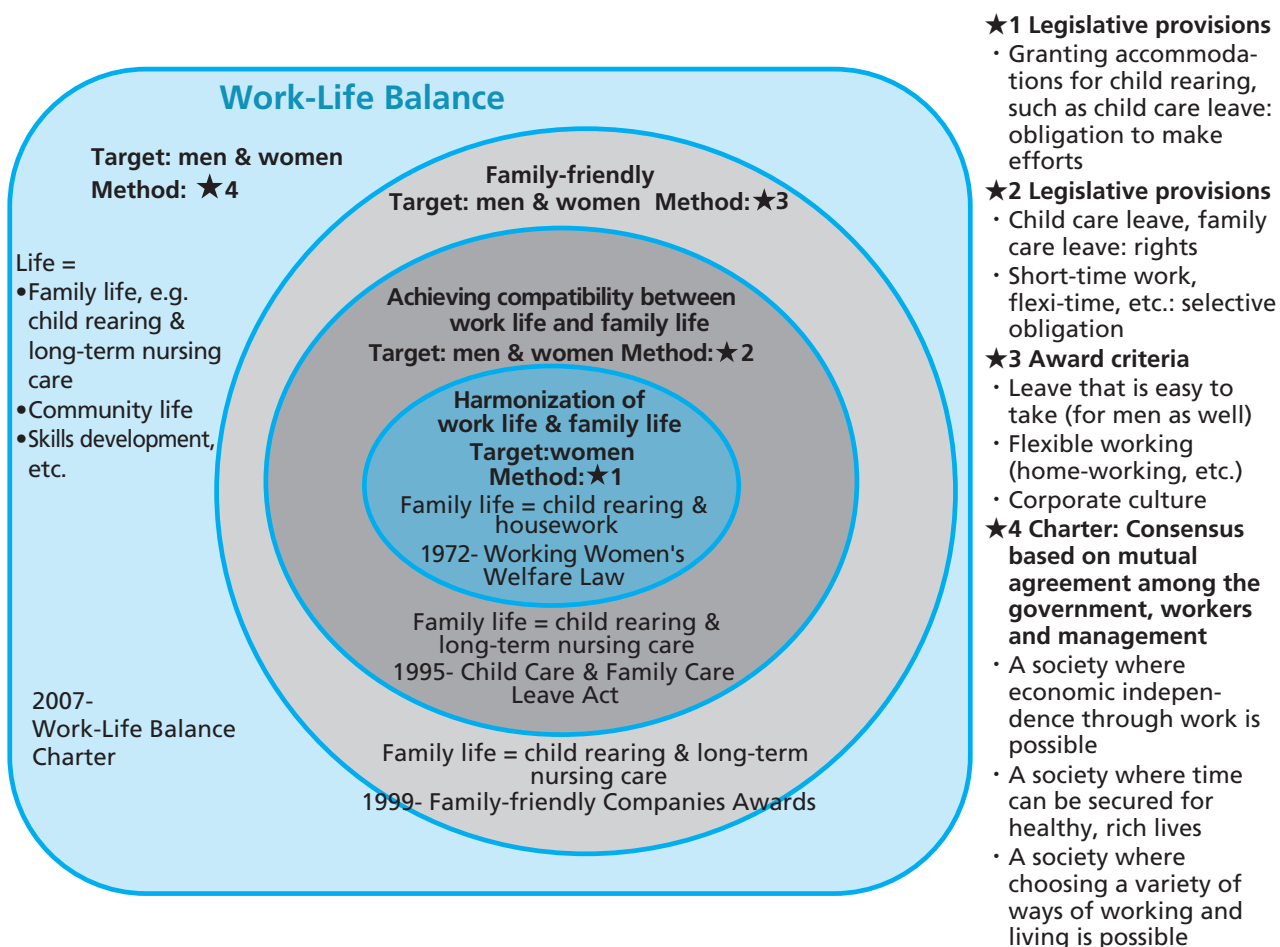 Work-Life Balance
Target: men & women
Method: ★4
Life =
•Family life, e.g.
child rearing &
long-term nursing
care
•Community life
•Skills development,
etc.
2007-
Work-Life Balance
Charter
Family-friendly
Target: men & women Method:★3
Achieving compatibility between
work life and family life
Target: men & women Method:★2
Harmonization of
work life & family life
Target:women
Method:★1
Family life = child rearing &
housework
1972- Working Women's
Welfare Law
Family life = child rearing &
long-term nursing care
1995- Child Care & Family Care
Leave Act
Family life = child rearing & long-term
nursing care
1999- Family-friendly Companies Awards
★1 Legislative provisions
・Granting accommoda-
tions for child rearing,
such as child care leave:
obligation to make
efforts
★2 Legislative provisions
・Child care leave, family
care leave: rights
・Short-time work,
flexi-time, etc.: selective
obligation
★3 Award criteria
・Leave that is easy to
take (for men as well)
・Flexible working
(home-working, etc.)
・Corporate culture
★4 Charter: Consensus
based on mutual
agreement among the
government, workers
and management
・A society where
economic indepen-
dence through work is
possible
・A society where time
can be secured for
healthy, rich lives
・A society where
choosing a variety of
ways of working and
living is possible